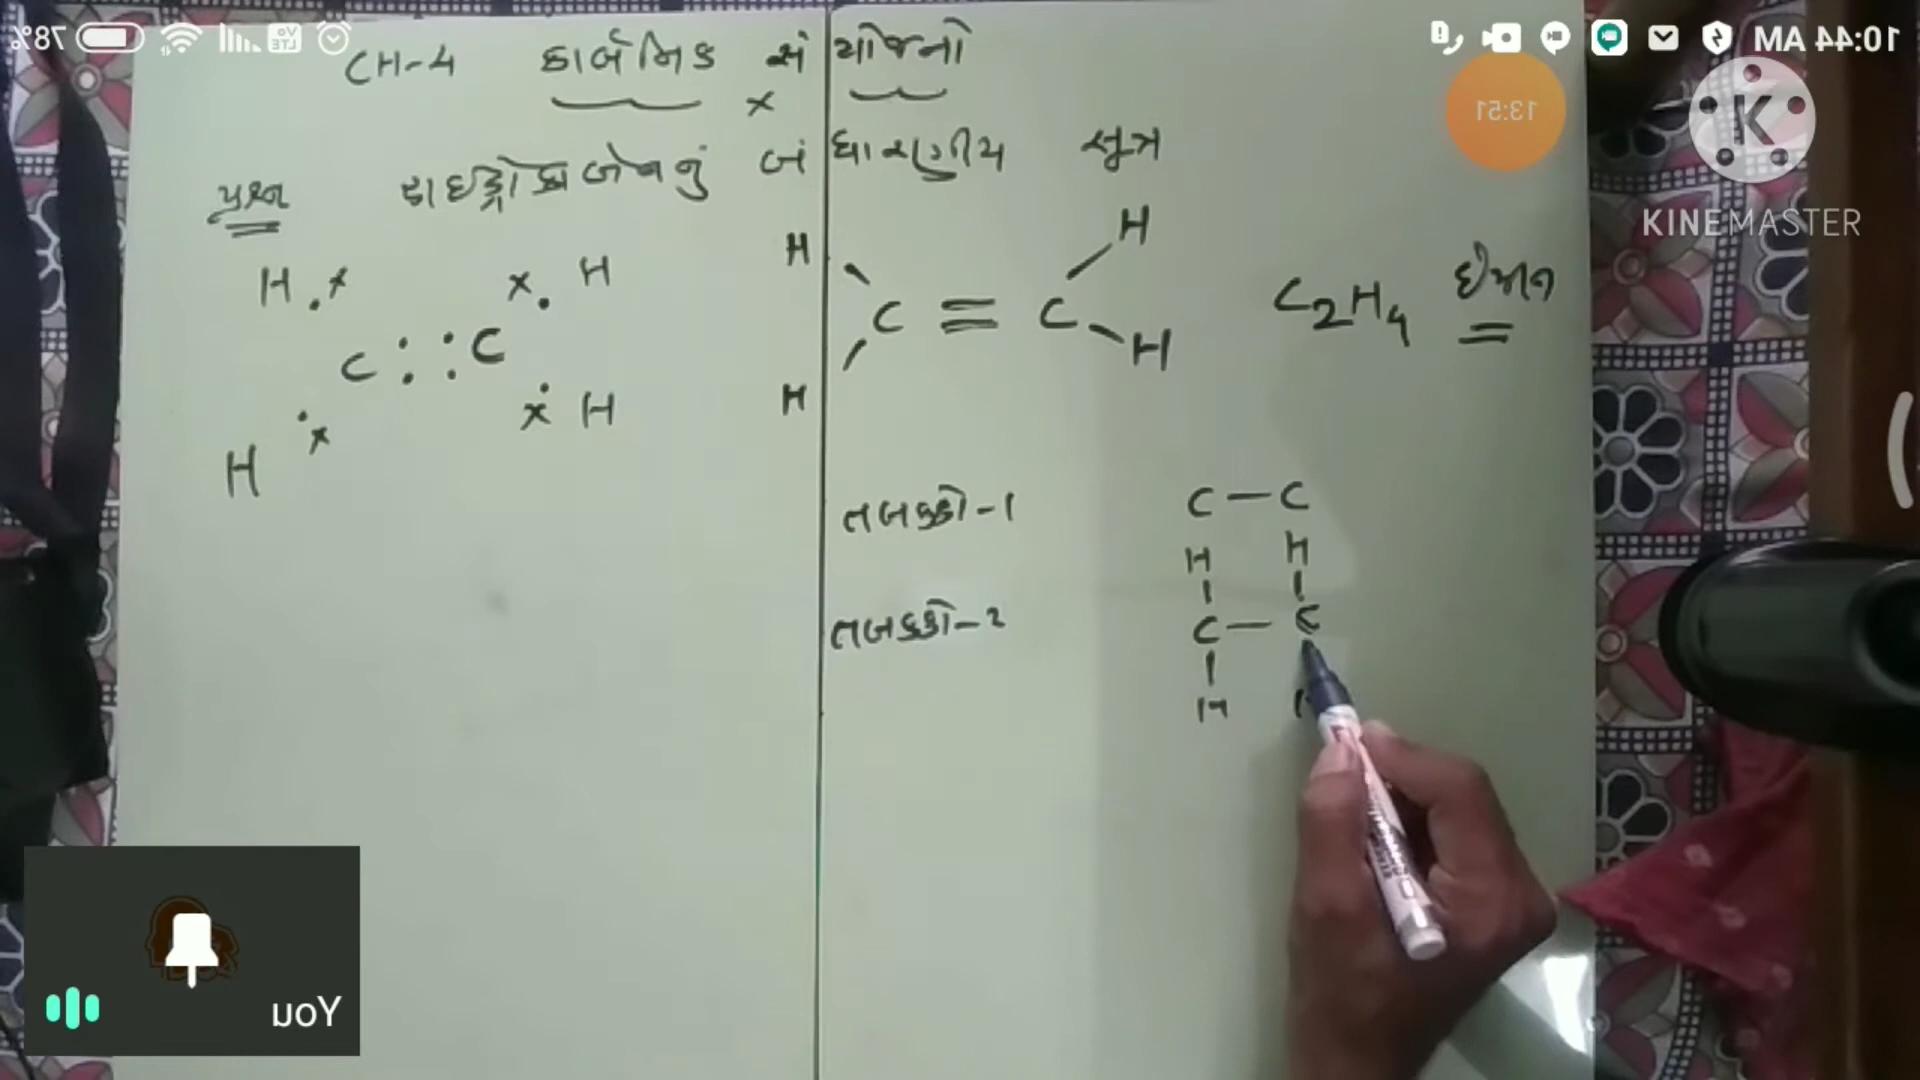 78% 10:44 AM
13:51
KINEMASTER
CH-4 કાર્બનિક સંયોજનો
x
પ્રશ્ન હાઇડ્રોકાર્બનનું બંધારણીય સૂત્ર
H . x x . H H H
C : : C C = C C2H4 ઈથીન
. x x . H H H
H
તબક્કો-1 C — C
H H
તબક્કો-2 C — C
H
You